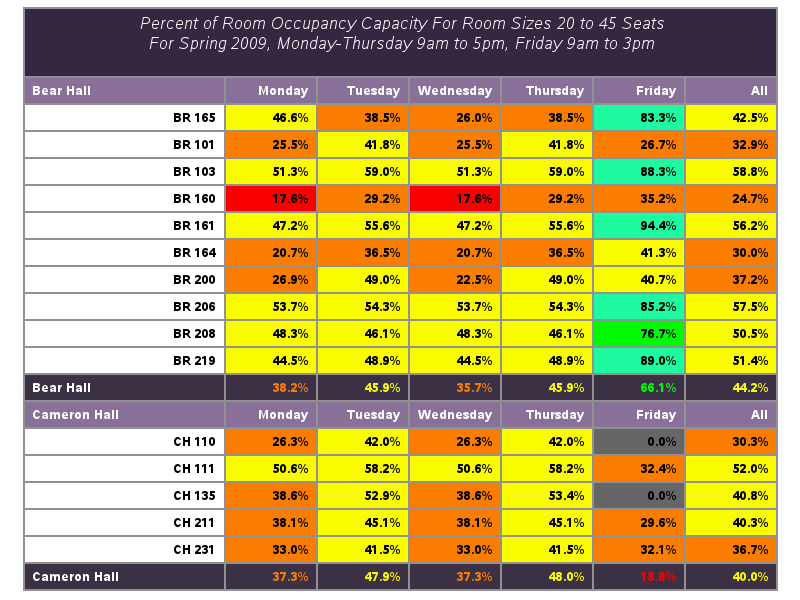 Percent of Room Occupancy Capacity For Room Sizes 20 to 45 Seats
For Spring 2009, Monday-Thursday 9am to 5pm, Friday 9am to 3pm
Bear Hall Monday Tuesday Wednesday Thursday Friday All
BR 165 46.6% 38.5% 26.0% 38.5% 83.3% 42.5%
BR 101 25.5% 41.8% 25.5% 41.8% 26.7% 32.9%
BR 103 51.3% 59.0% 51.3% 59.0% 88.3% 58.8%
BR 160 17.6% 29.2% 17.6% 29.2% 35.2% 24.7%
BR 161 47.2% 55.6% 47.2% 55.6% 94.4% 56.2%
BR 164 20.7% 36.5% 20.7% 36.5% 41.3% 30.0%
BR 200 26.9% 49.0% 22.5% 49.0% 40.7% 37.2%
BR 206 53.7% 54.3% 53.7% 54.3% 85.2% 57.5%
BR 208 48.3% 46.1% 48.3% 46.1% 76.7% 50.5%
BR 219 44.5% 48.9% 44.5% 48.9% 89.0% 51.4%
Bear Hall 38.2% 45.9% 35.7% 45.9% 66.1% 44.2%
Cameron Hall Monday Tuesday Wednesday Thursday Friday All
CH 110 26.3% 42.0% 26.3% 42.0% 0.0% 30.3%
CH 111 50.6% 58.2% 50.6% 58.2% 32.4% 52.0%
CH 135 38.6% 52.9% 38.6% 53.4% 0.0% 40.8%
CH 211 38.1% 45.1% 38.1% 45.1% 29.6% 40.3%
CH 231 33.0% 41.5% 33.0% 41.5% 32.1% 36.7%
Cameron Hall 37.3% 47.9% 37.3% 48.0% 18.8% 40.0%